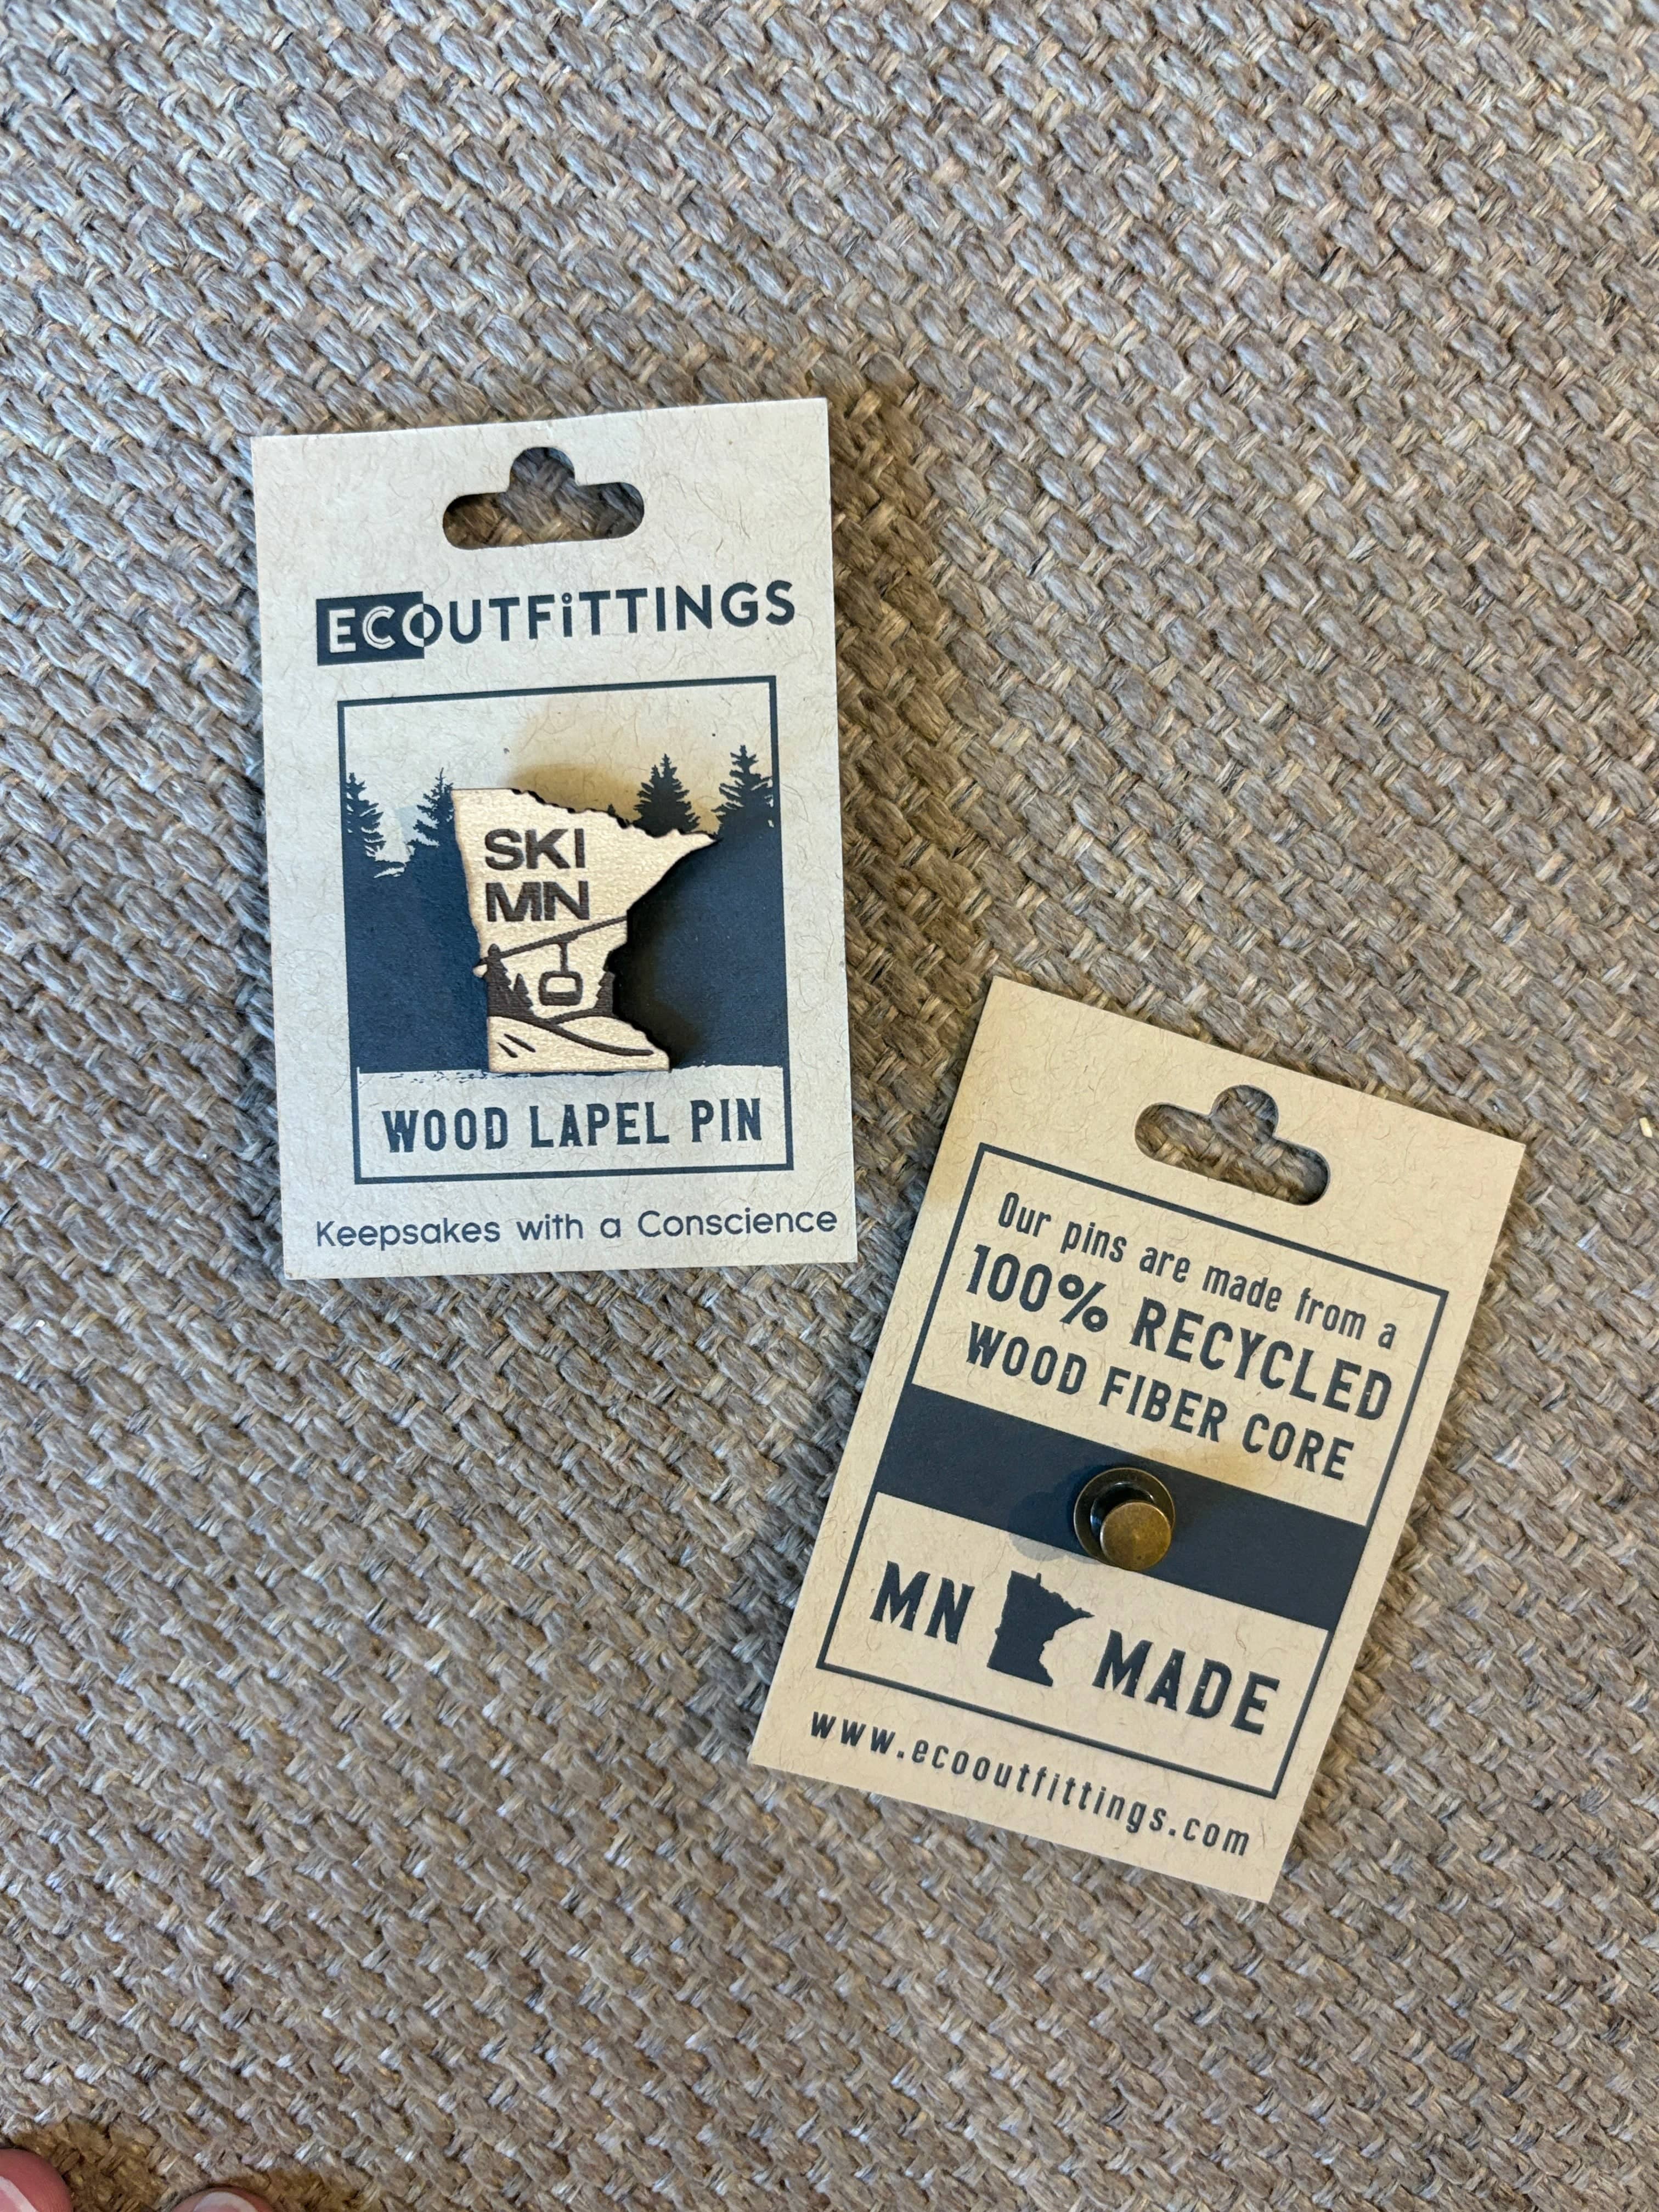 ECOUTFiTTINGS
SKI
MN
WOOD LAPEL PIN
Keepsakes with a Conscience
Our pins are made from a
100% RECYCLED
WOOD FIBER CORE
MN MADE
www.ecooutfittings.com